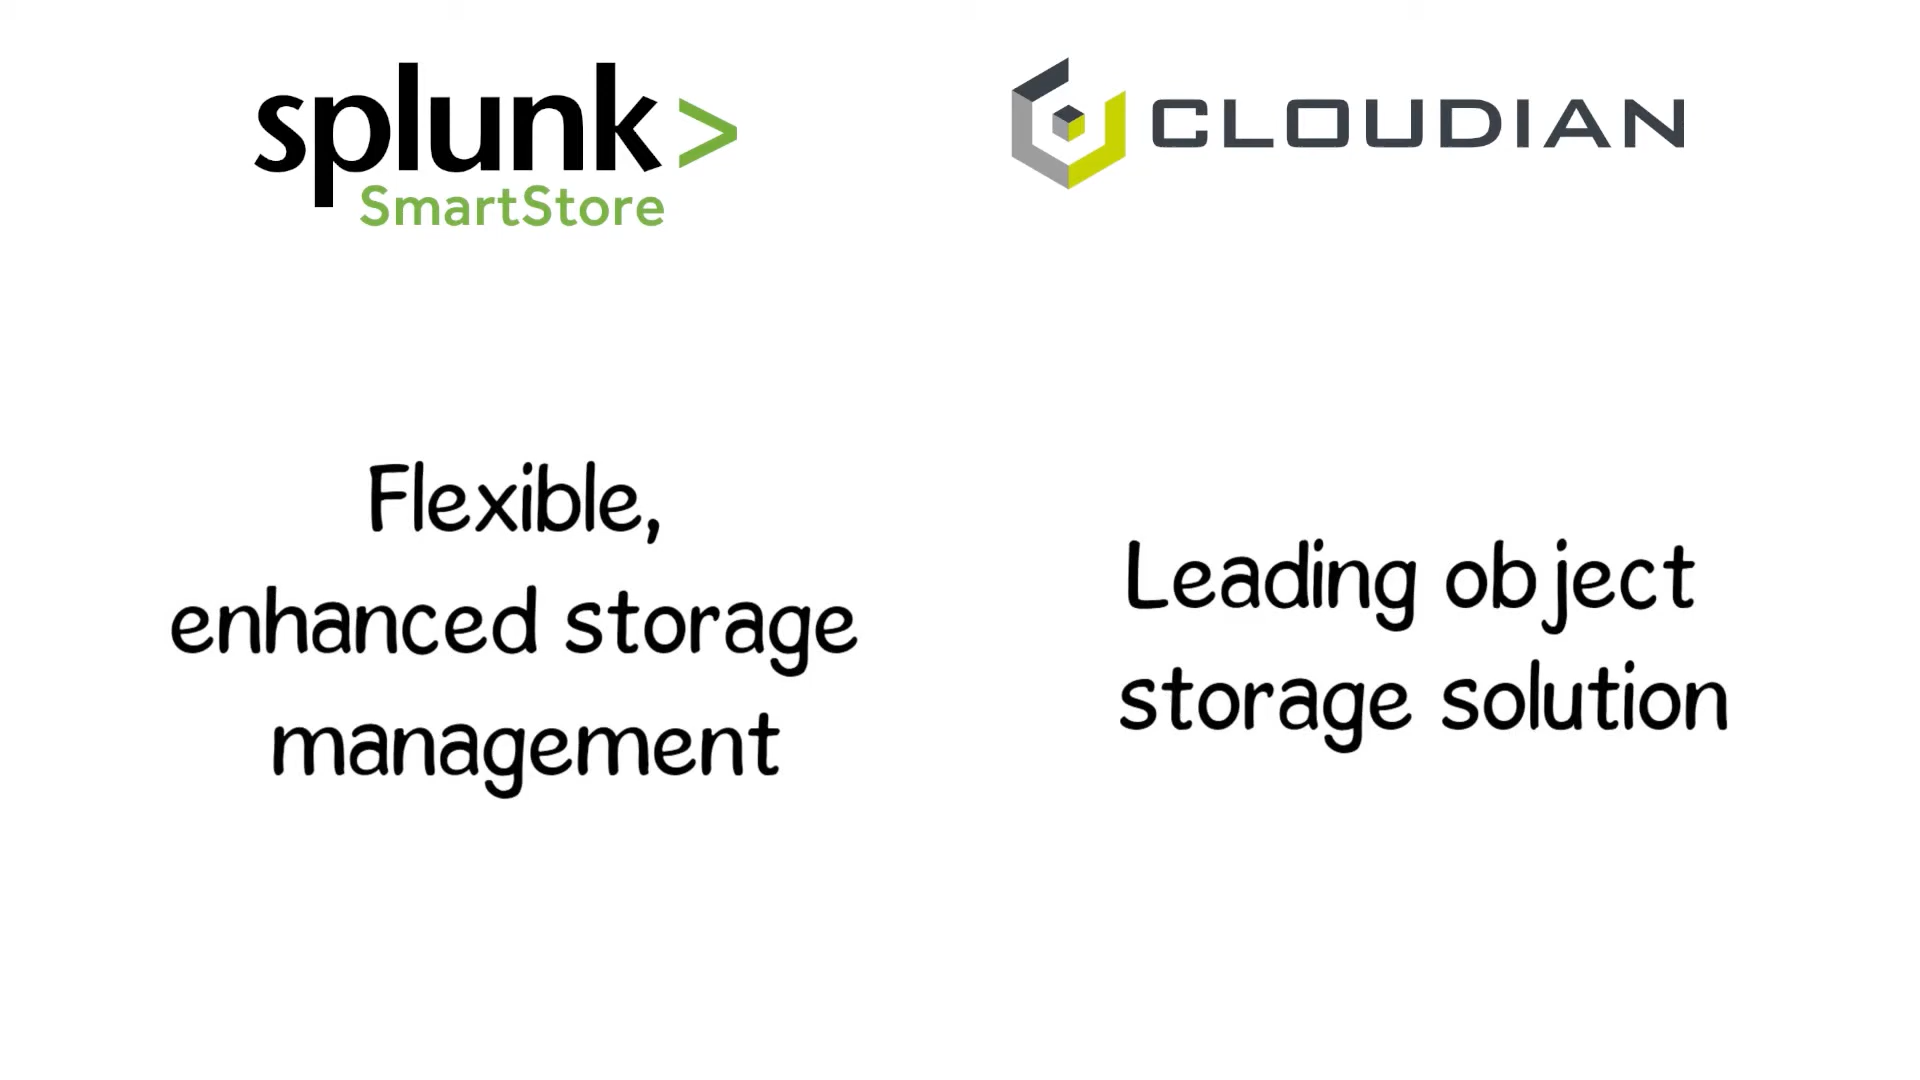 splunk>
SmartStore
CLOUDIAN
Flexible,
enhanced storage
management
Leading object
storage solution